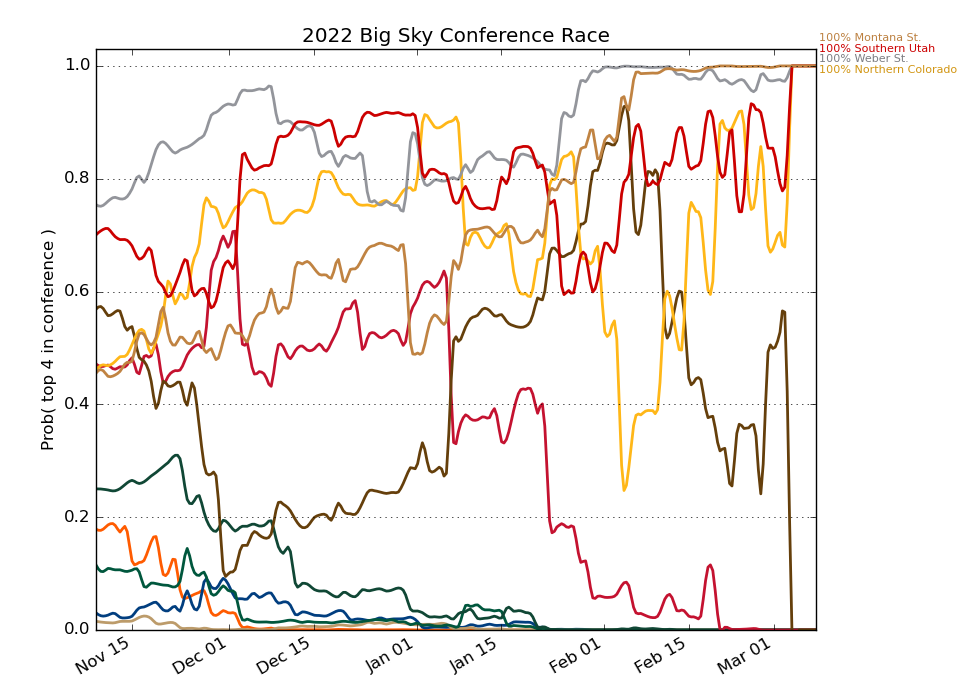 2022 Big Sky Conference Race
100% Montana St.
100% Southern Utah
100% Weber St.
100% Northern Colorado
Prob( top 4 in conference )
1.0
0.8
0.6
0.4
0.2
0.0
Nov 15
Dec 01
Dec 15
Jan 01
Jan 15
Feb 01
Feb 15
Mar 01